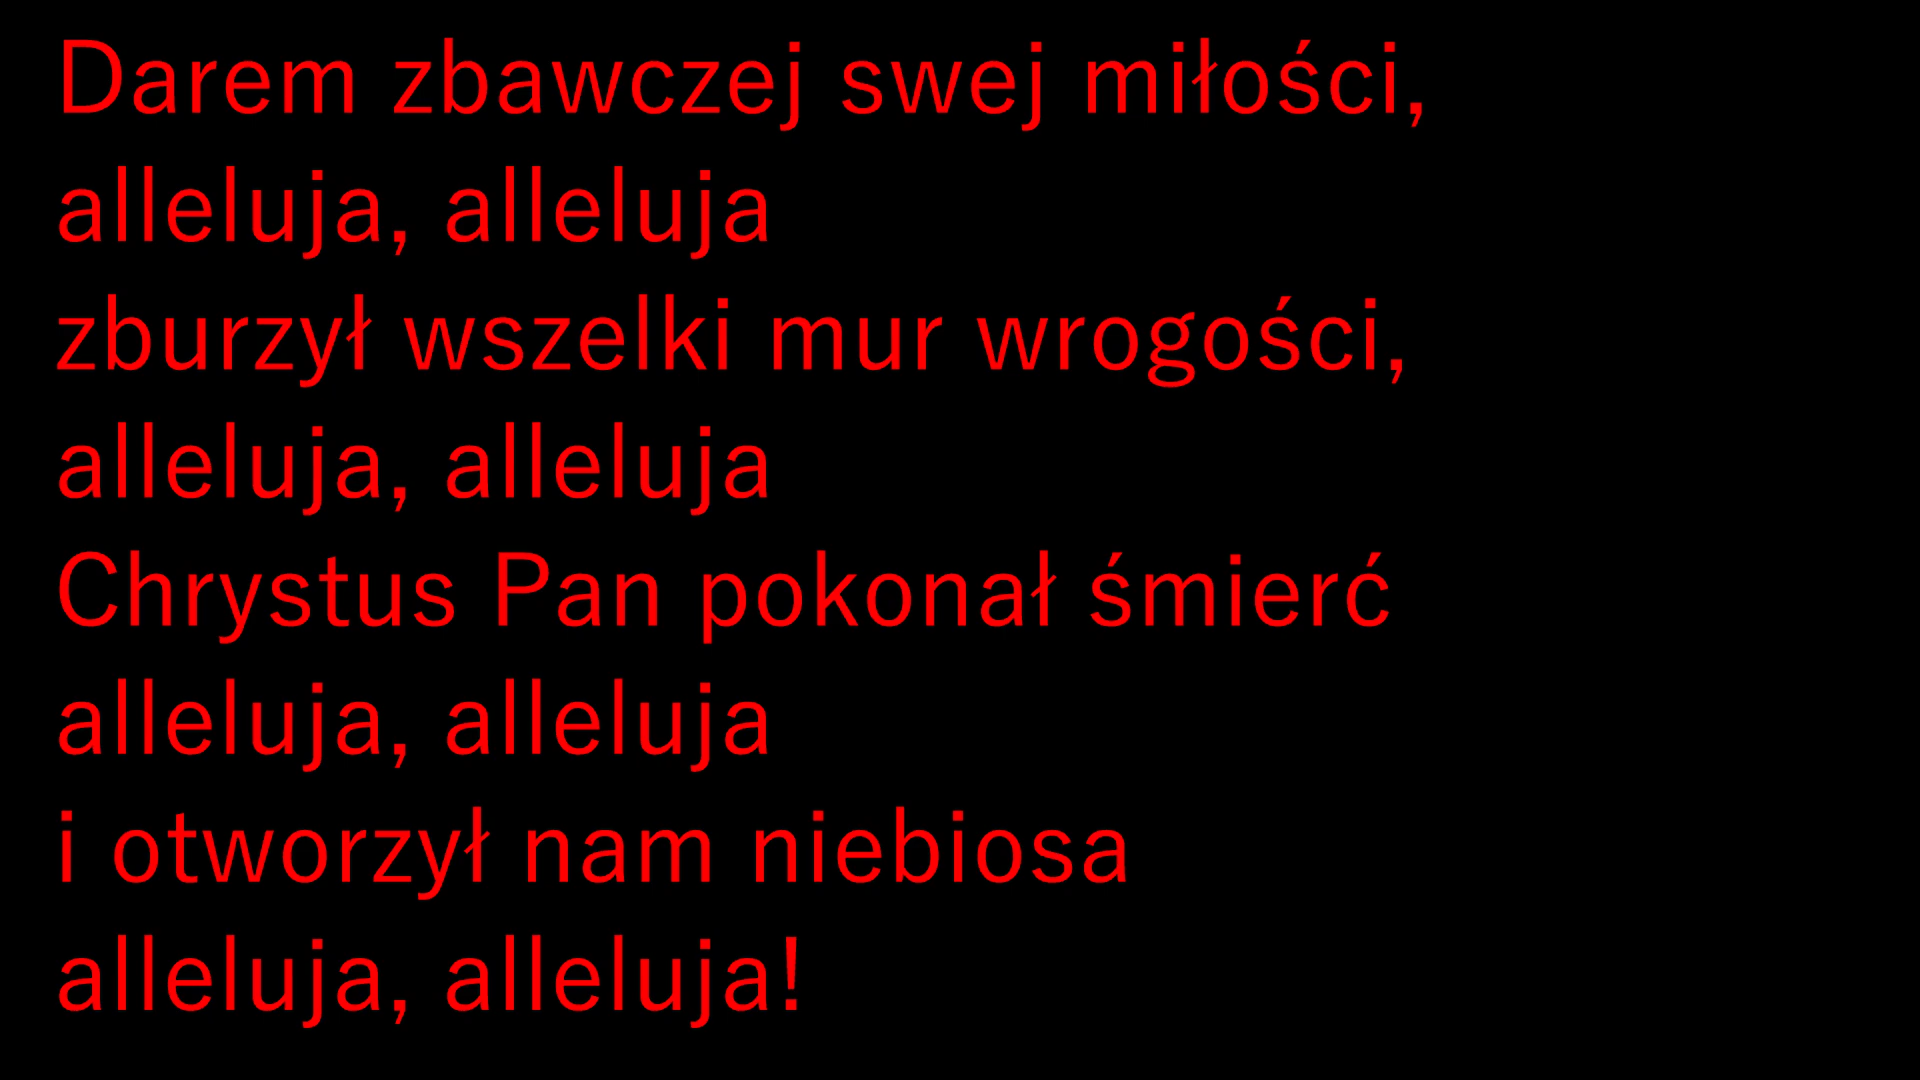 Darem zbawczej swej miłości,
alleluja, alleluja
zburzył wszelki mur wrogości,
alleluja, alleluja
Chrystus Pan pokonał śmierć
alleluja, alleluja
i otworzył nam niebiosa
alleluja, alleluja!